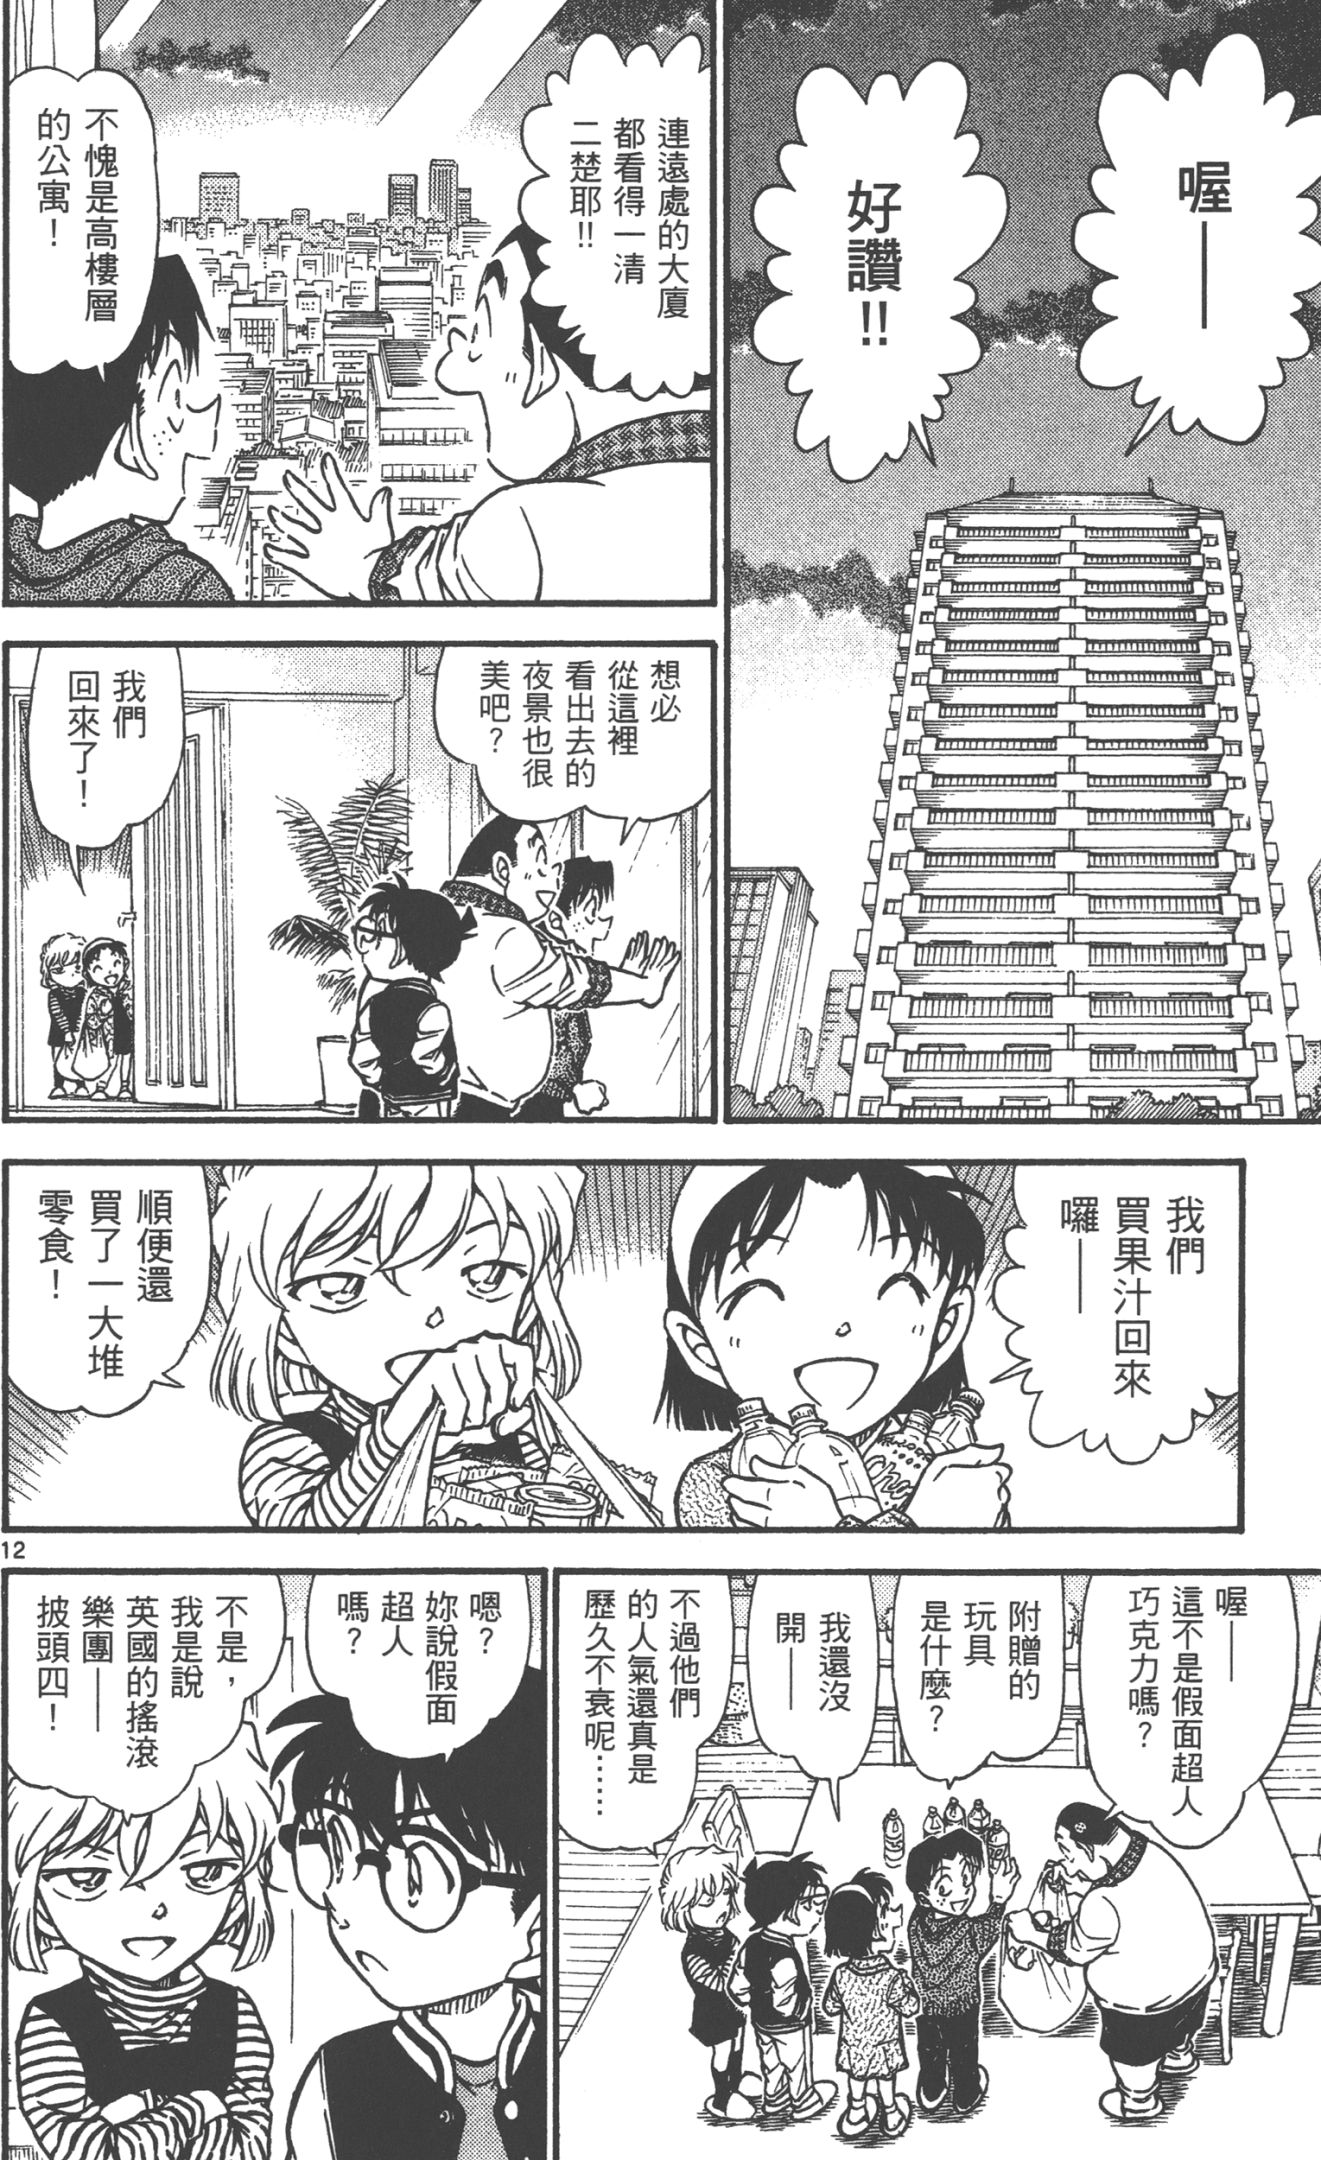 喔——
好讚!!
連遠處的大廈
都看得一清
二楚耶!!
不愧是高樓層
的公寓！
想必
從這裡
看出去的
夜景也很
美吧？
我們
回來了！
我們
買果汁回來
囉——
順便還
買了一大堆
零食！
12
喔——
這不是假面超人
巧克力嗎？
附贈的
玩具
是什麼？
我還沒
開——
不過他們
的人氣還真是
歷久不衰呢……
嗯？
妳說假面
超人
嗎？
不是，
我是說
英國的搖滾
樂團——
披頭四！